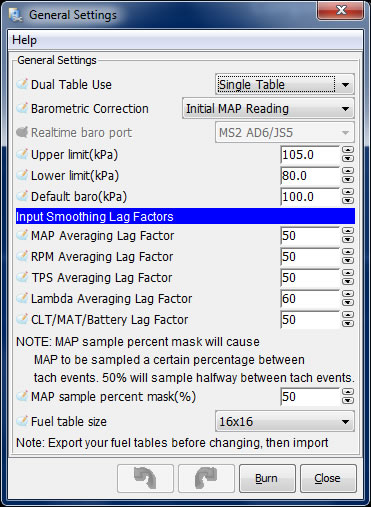 General Settings
Help
General Settings
Dual Table Use Single Table
Barometric Correction Initial MAP Reading
Realtime baro port MS2 AD6/JS5
Upper limit(kPa) 105.0
Lower limit(kPa) 80.0
Default baro(kPa) 100.0
Input Smoothing Lag Factors
MAP Averaging Lag Factor 50
RPM Averaging Lag Factor 50
TPS Averaging Lag Factor 50
Lambda Averaging Lag Factor 60
CLT/MAT/Battery Lag Factor 50
NOTE: MAP sample percent mask will cause
MAP to be sampled a certain percentage between
tach events. 50% will sample halfway between tach events.
MAP sample percent mask(%) 50
Fuel table size 16x16
Note: Export your fuel tables before changing, then import
Burn Close